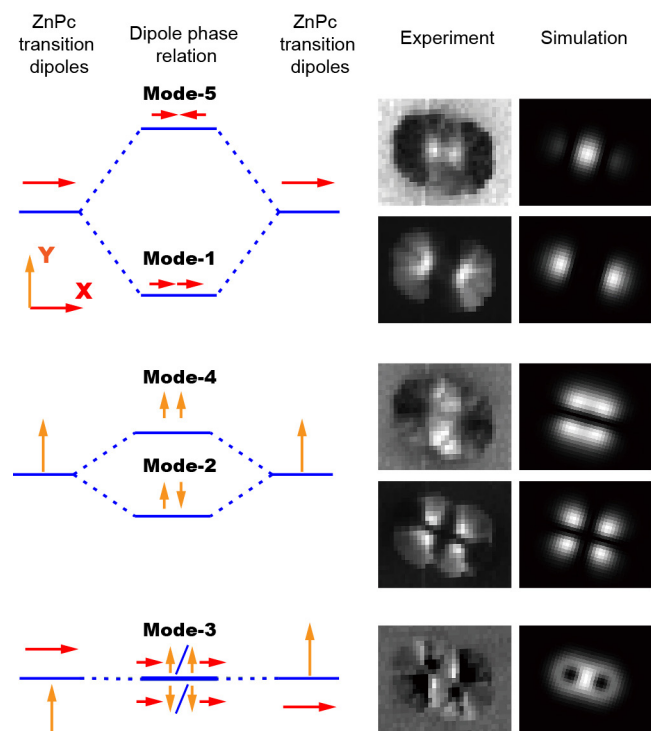 ZnPc
transition
dipoles
Dipole phase
relation
ZnPc
transition
dipoles
Experiment
Simulation
Mode-5
Y
X
Mode-1
Mode-4
Mode-2
Mode-3